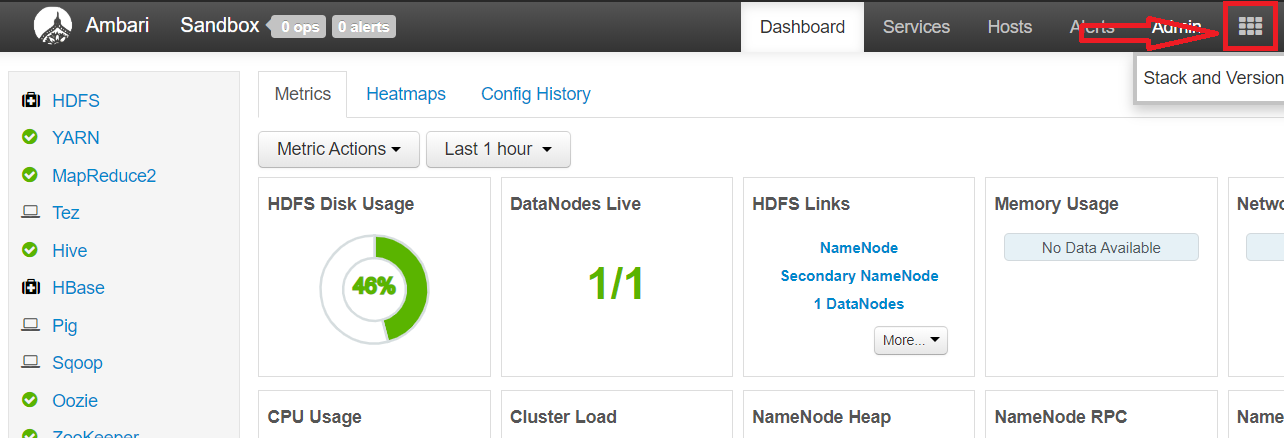 Ambari Sandbox 0 ops 0 alerts Dashboard Services Hosts Alerts Admin
Stack and Version
HDFS
YARN
MapReduce2
Tez
Hive
HBase
Pig
Sqoop
Oozie
ZooKeeper
Metrics Heatmaps Config History
Metric Actions Last 1 hour
HDFS Disk Usage
46%
DataNodes Live
1/1
HDFS Links
NameNode
Secondary NameNode
1 DataNodes
More...
Memory Usage
No Data Available
Netwo
CPU Usage
Cluster Load
NameNode Heap
NameNode RPC